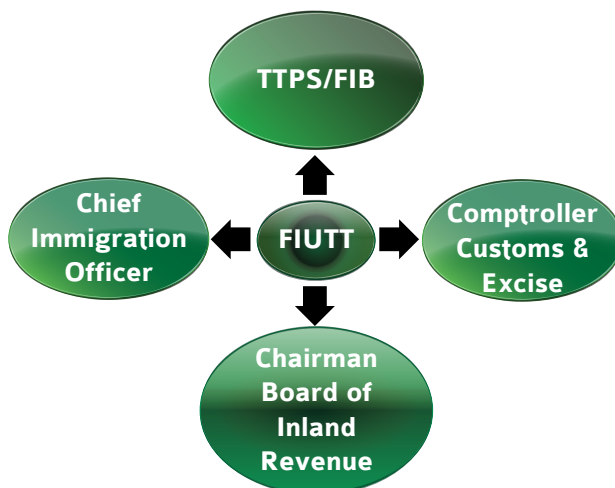 TTPS/FIB
Chief
Immigration
Officer
FIUTT
Comptroller
Customs &
Excise
Chairman
Board of
Inland
Revenue